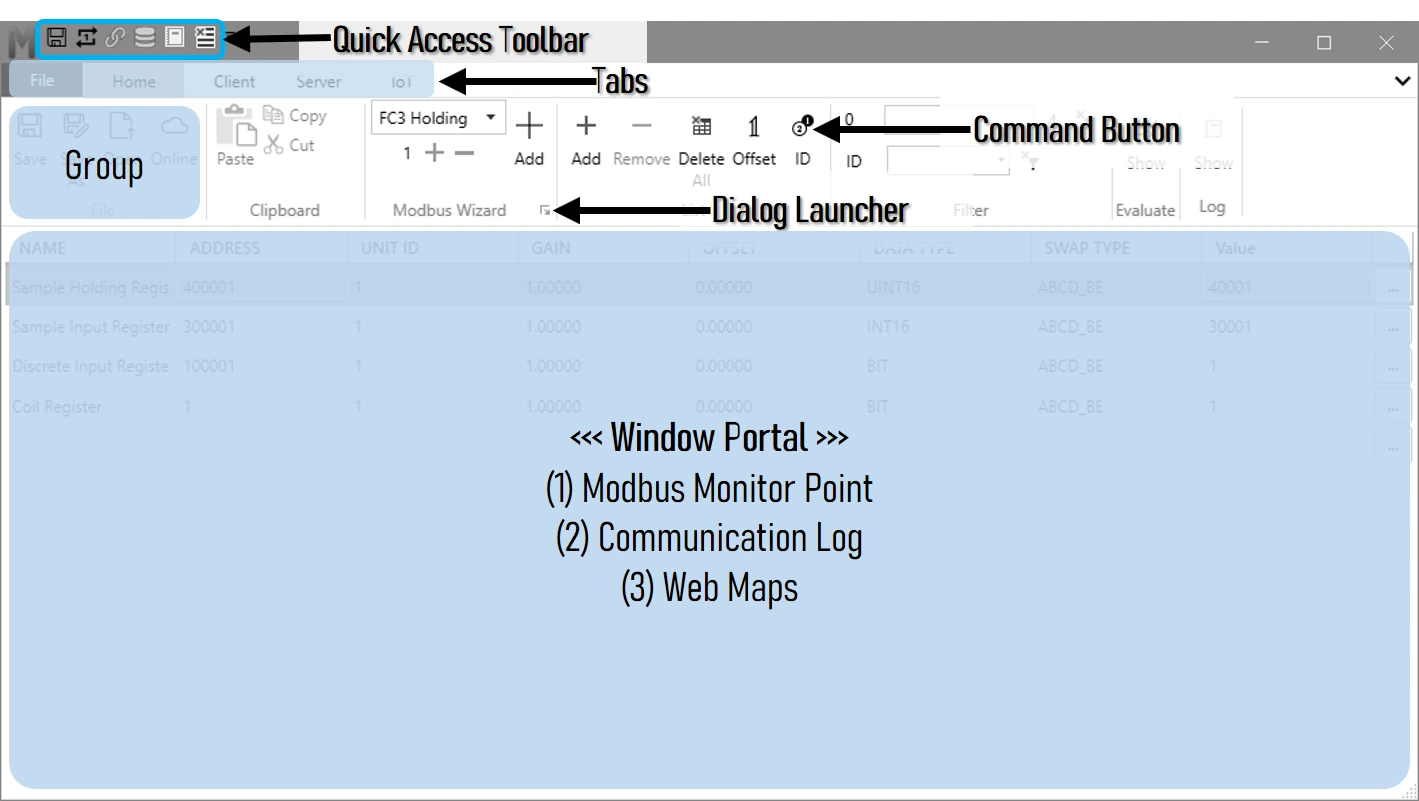 Quick Access Toolbar
File Home Client Server IoT
Tabs
Copy
FC3 Holding
0
Command Button
Cut
1
Save Save Open Online
Paste
Add
Add Remove Delete Offset ID
ID
Show
Show
Group
As
All
File
Clipboard
Modbus Wizard
Dialog Launcher
Filter
Evaluate
Log
NAME ADDRESS UNIT ID GAIN OFFSET DATA TYPE SWAP TYPE Value
Sample Holding Regis 400001 1 1.00000 0.00000 UINT16 ABCD_BE 40001 ...
Sample Input Register 300001 1 1.00000 0.00000 INT16 ABCD_BE 30001 ...
Discrete Input Registe 100001 1 1.00000 0.00000 BIT ABCD_BE 1 ...
Coil Register 1 1 1.00000 0.00000 BIT ABCD_BE 1 ...
<<< Window Portal >>>
...
(1) Modbus Monitor Point
(2) Communication Log
(3) Web Maps